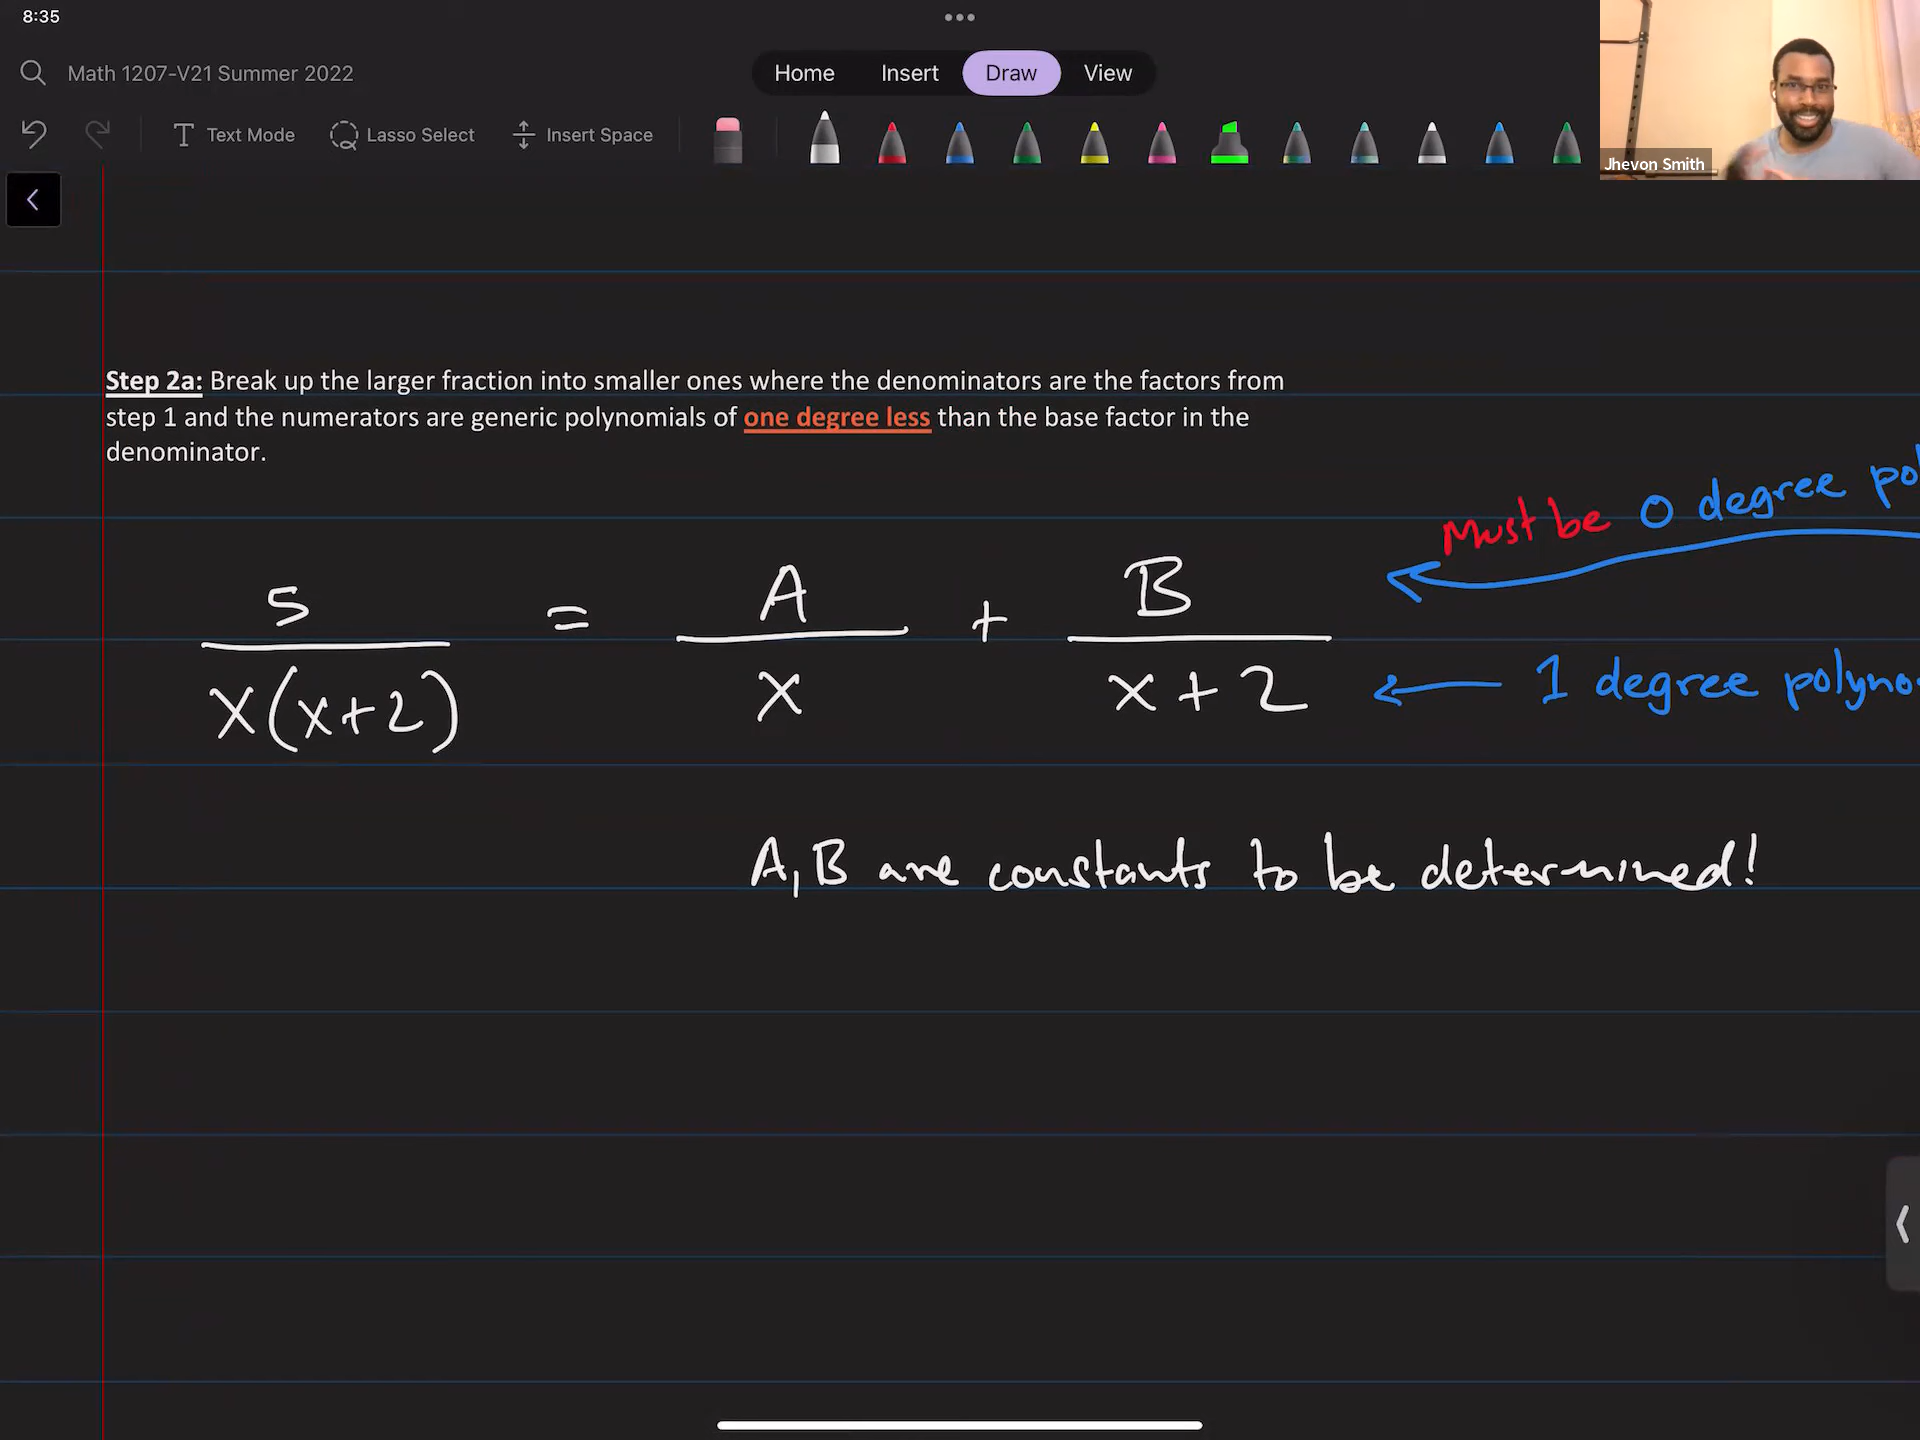 8:35
Math 1207-V21 Summer 2022
Home Insert Draw View
Text Mode Lasso Select Insert Space
Jhevon Smith
Step 2a: Break up the larger fraction into smaller ones where the denominators are the factors from
step 1 and the numerators are generic polynomials of one degree less than the base factor in the
denominator.
Must be 0 degree po
5 = A + B
x(x+2) x x+2 ← 1 degree polyno
A, B are constants to be determined!